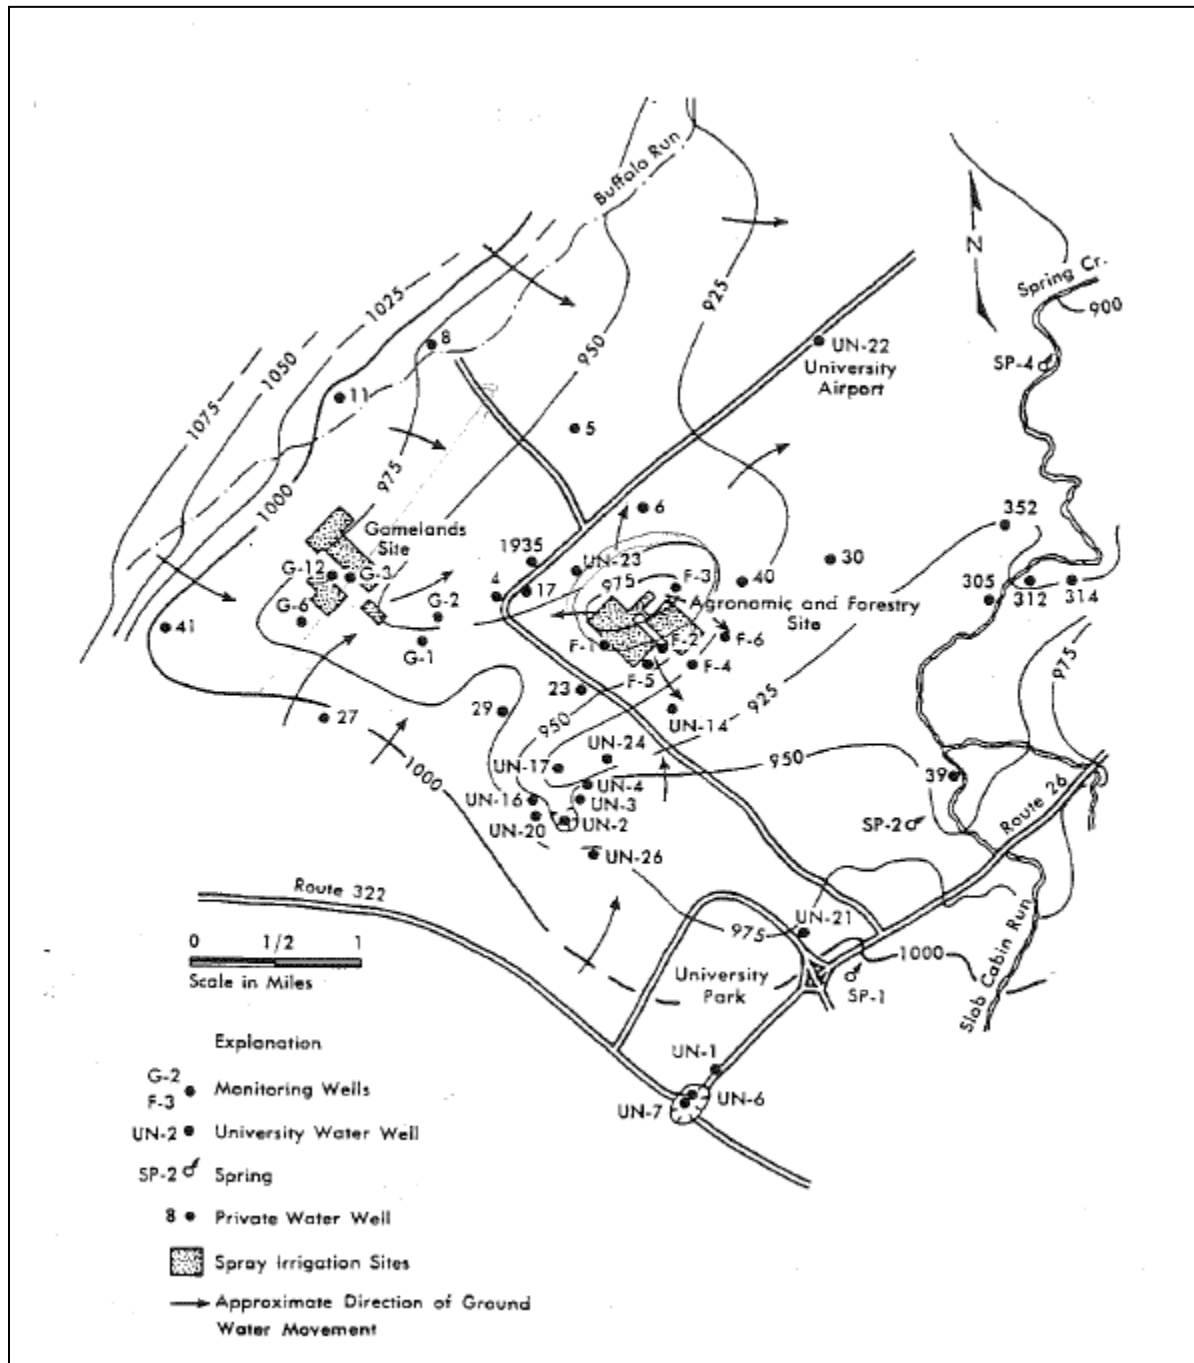 Buffalo Run
N
Spring Cr.
900
1025
1050
1075
950
925
8
11
975
1000
5
UN-22
University
Airport
SP-4
6
352
Gamelands
Site
1935
UN-23
G-12
G-3
4
17
975
F-3
40
30
305
312
314
G-6
G-2
Agronomic and Forestry
Site
41
G-1
F-1
F-2
F-6
F-5
F-4
975
27
29
23
950
UN-14
925
1000
UN-24
UN-17
950
UN-4
39
UN-16
UN-3
Route 26
UN-20
UN-2
SP-2
UN-26
Route 322
UN-21
975
1000
0 1/2 1
Scale in Miles
University
Park
SP-1
Slab Cabin Run
UN-1
UN-6
UN-7
Explanation
G-2
F-3
Monitoring Wells
UN-2 University Water Well
SP-2 Spring
8 Private Water Well
Spray Irrigation Sites
Approximate Direction of Ground
Water Movement